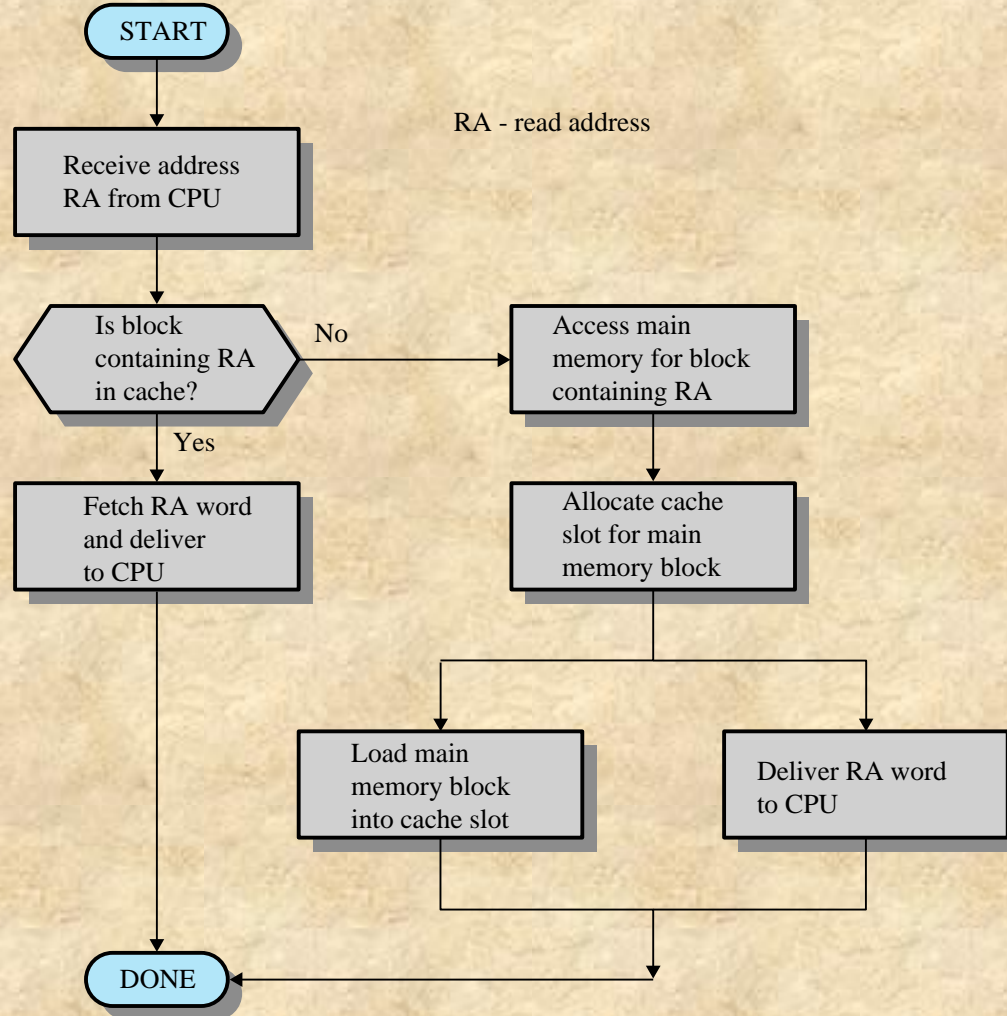 START
RA - read address
Receive address
RA from CPU
Is block
containing RA
in cache?
No
Access main
memory for block
containing RA
Yes
Fetch RA word
and deliver
to CPU
Allocate cache
slot for main
memory block
Load main
memory block
into cache slot
Deliver RA word
to CPU
DONE